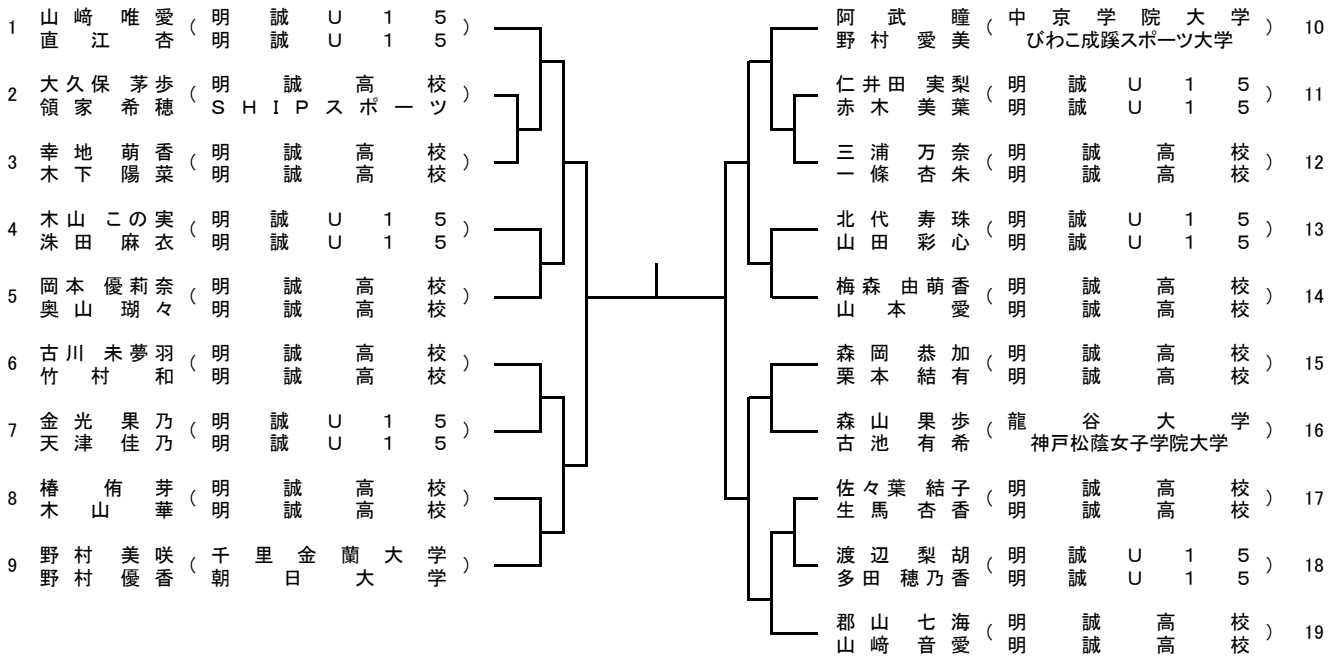 1 山﨑 唯愛 ( 明誠U15 )
直江 杏 明誠U15
2 大久保 茅歩 ( 明誠高校 )
領家 希穂 SHIPスポーツ
3 幸地 萌香 ( 明誠高校 )
木下 陽菜 明誠高校
4 木山 この実 ( 明誠U15 )
洙田 麻衣 明誠U15
5 岡本 優莉奈 ( 明誠高校 )
奥山 瑚々 明誠高校
6 古川 未夢羽 ( 明誠高校 )
竹村 和 明誠高校
7 金光 果乃 ( 明誠U15 )
天津 佳乃 明誠U15
8 椿 侑芽 ( 明誠高校 )
木山 華 明誠高校
9 野村 美咲 ( 千里金蘭大学 )
野村 優香 朝日大学
阿武 瞳 ( 中京学院大学 ) 10
野村 愛美 びわこ成蹊スポーツ大学
仁井田 実梨 ( 明誠U15 ) 11
赤木 美葉 明誠U15
三浦 万奈 ( 明誠高校 ) 12
一條 杏朱 明誠高校
北代 寿珠 ( 明誠U15 ) 13
山田 彩心 明誠U15
梅森 由萌香 ( 明誠高校 ) 14
山本 愛 明誠高校
森岡 恭加 ( 明誠高校 ) 15
栗本 結有 明誠高校
森山 果歩 ( 龍谷大学 ) 16
古池 有希 神戸松蔭女子学院大学
佐々葉 結子 ( 明誠高校 ) 17
生馬 杏香 明誠高校
渡辺 梨胡 ( 明誠U15 ) 18
多田 穂乃香 明誠U15
郡山 七海 ( 明誠高校 ) 19
山﨑 音愛 明誠高校